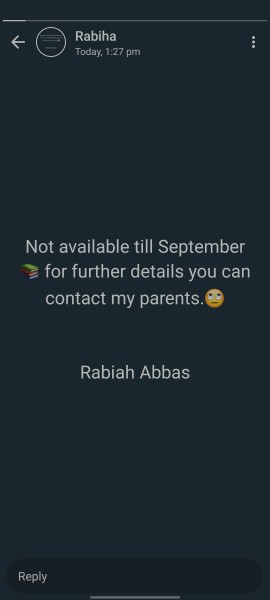 Rabiha
Today, 1:27 pm
Not available till September
📚 for further details you can
contact my parents.🙄
Rabiah Abbas
Reply